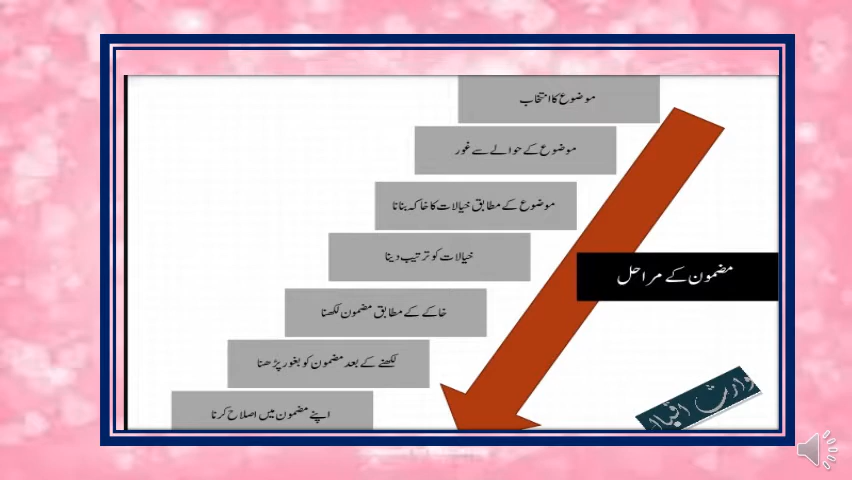 موضوع کا انتخاب
موضوع کے حوالے سے غور
موضوع کے مطابق خیالات کا خاکہ بنانا
خیالات کو ترتیب دینا
مضمون کے مراحل
خاکے کے مطابق مضمون لکھنا
لکھنے کے بعد مضمون کو بغور پڑھنا
اپنے مضمون میں اصلاح کرنا
وارث اقبال